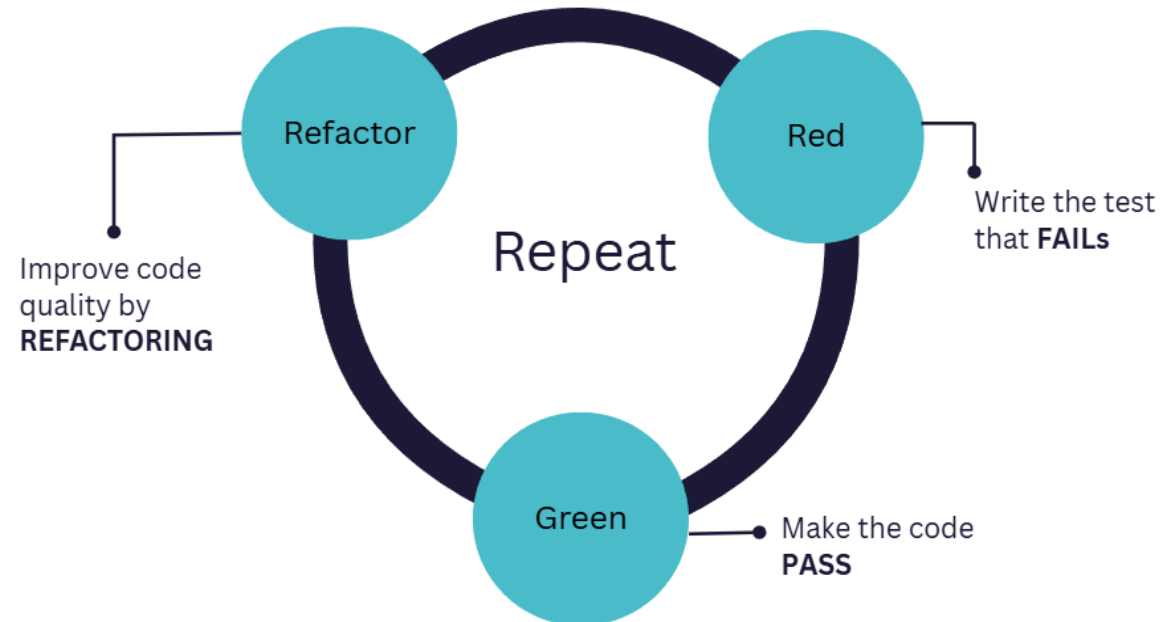 Refactor
Red
Write the test
that FAILs
Repeat
Improve code
quality by
REFACTORING
Green
Make the code
PASS